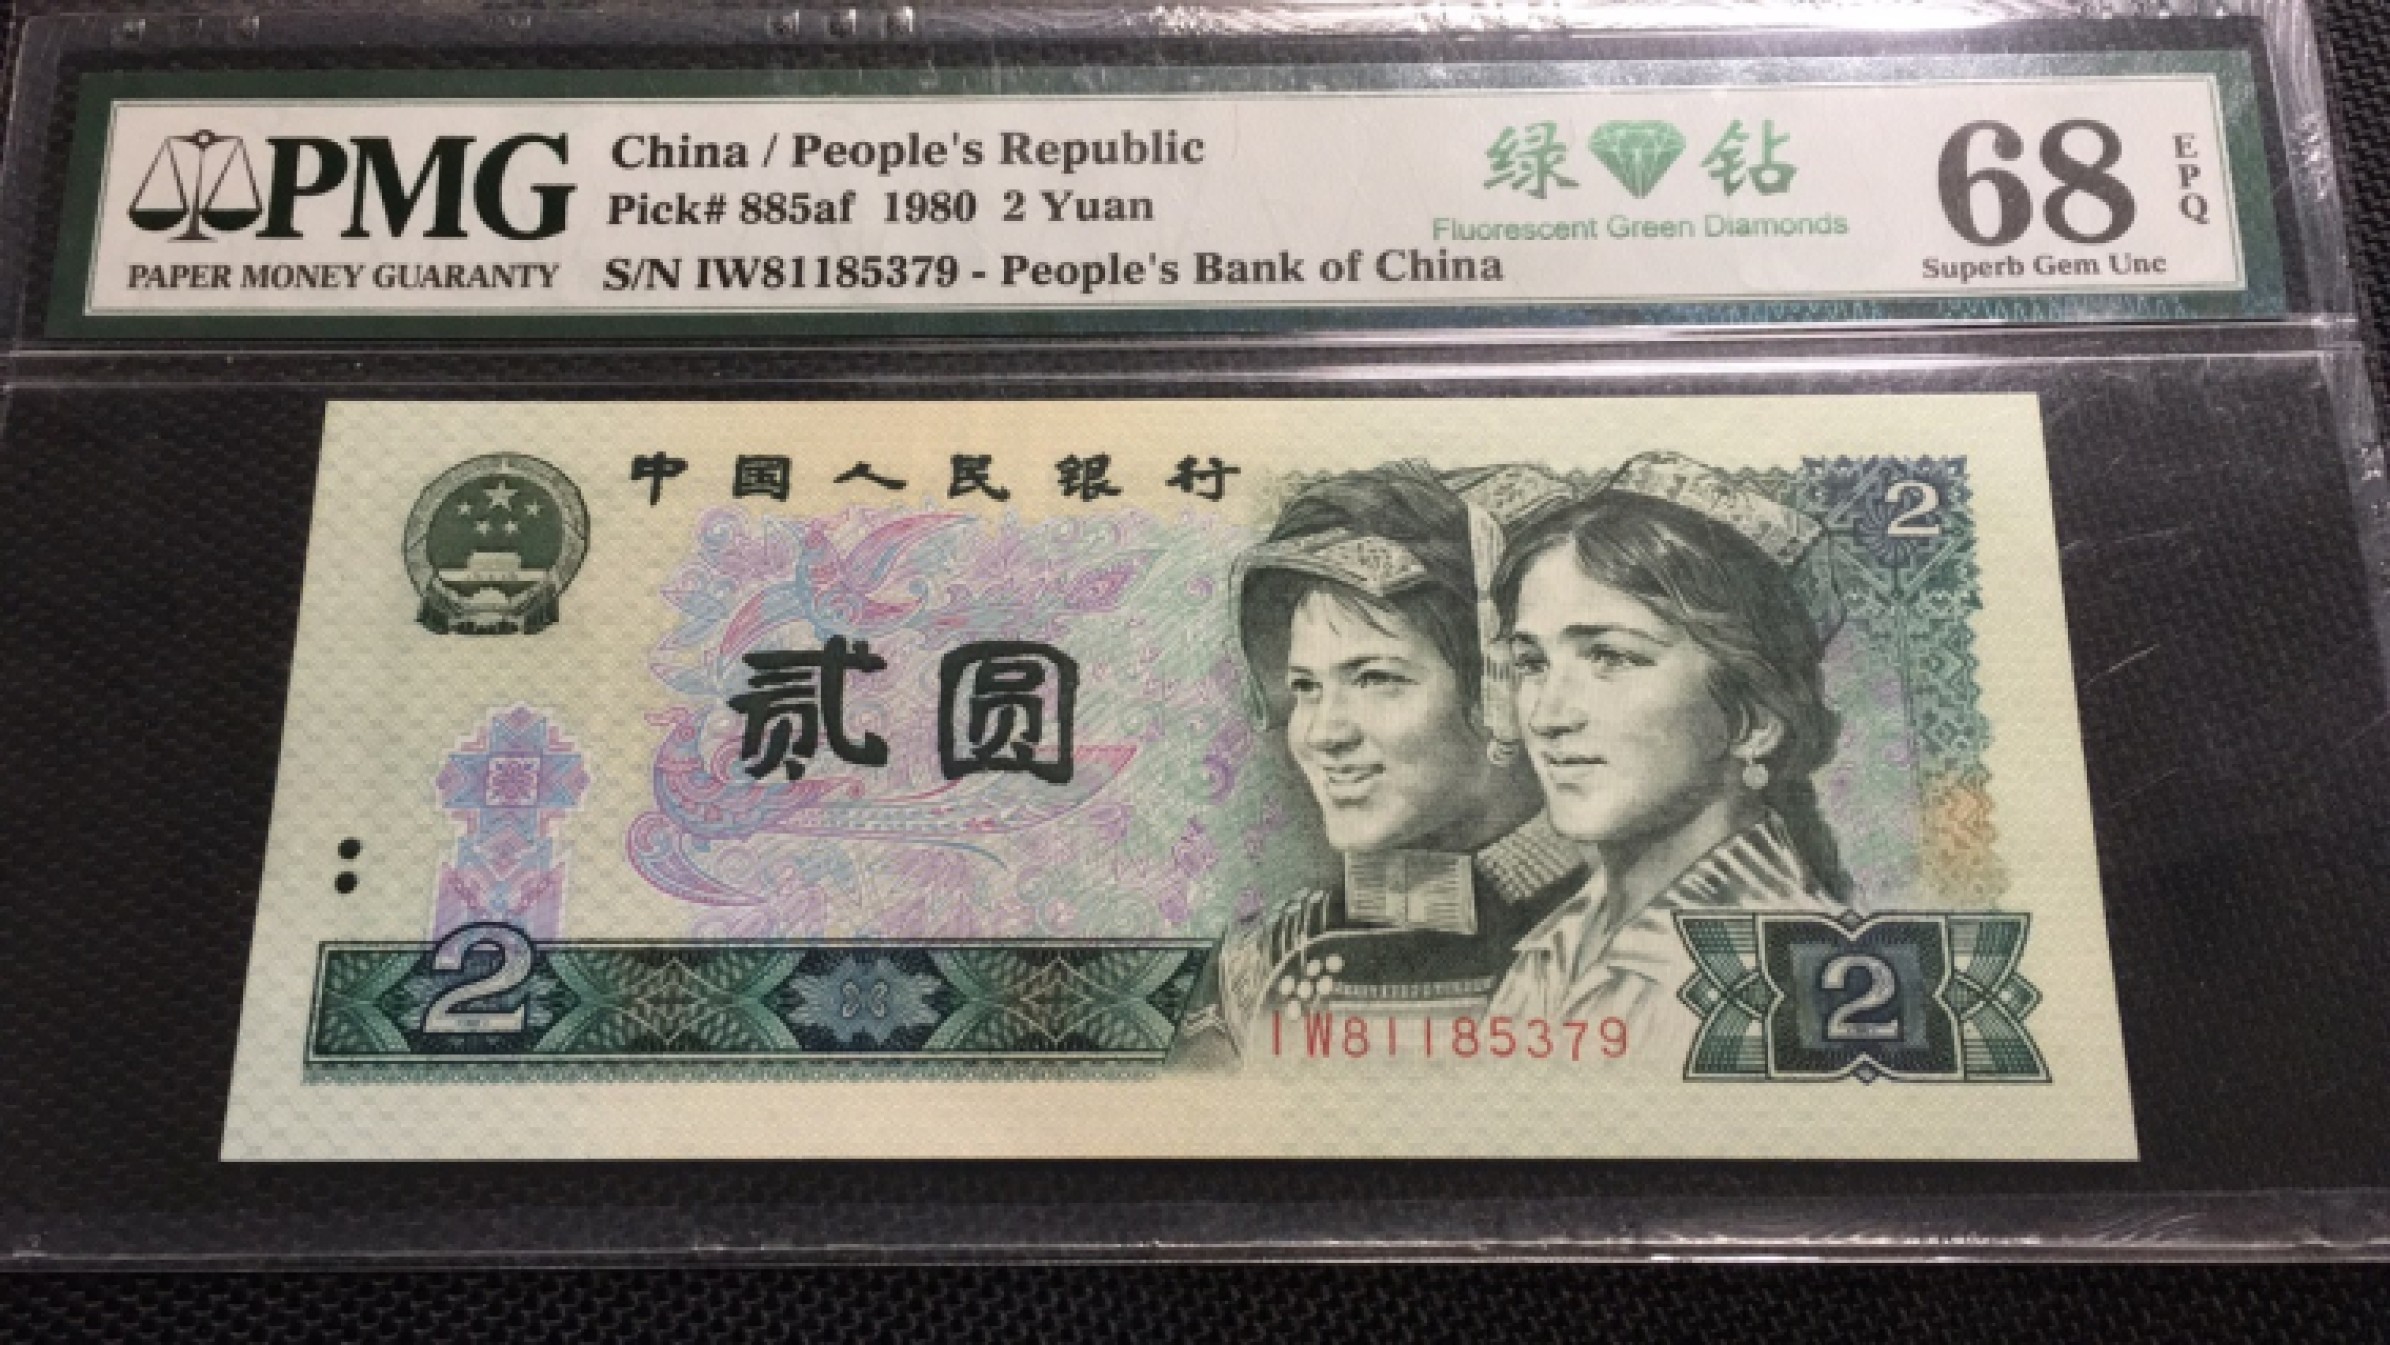 PMG
PAPER MONEY GUARANTY
China / People's Republic
Pick# 885af 1980 2 Yuan
S/N IW81185379 - People's Bank of China
绿钻
Fluorescent Green Diamonds
68
EPQ
Superb Gem Unc
中国人民银行
2
贰圆
2
IW81185379
2